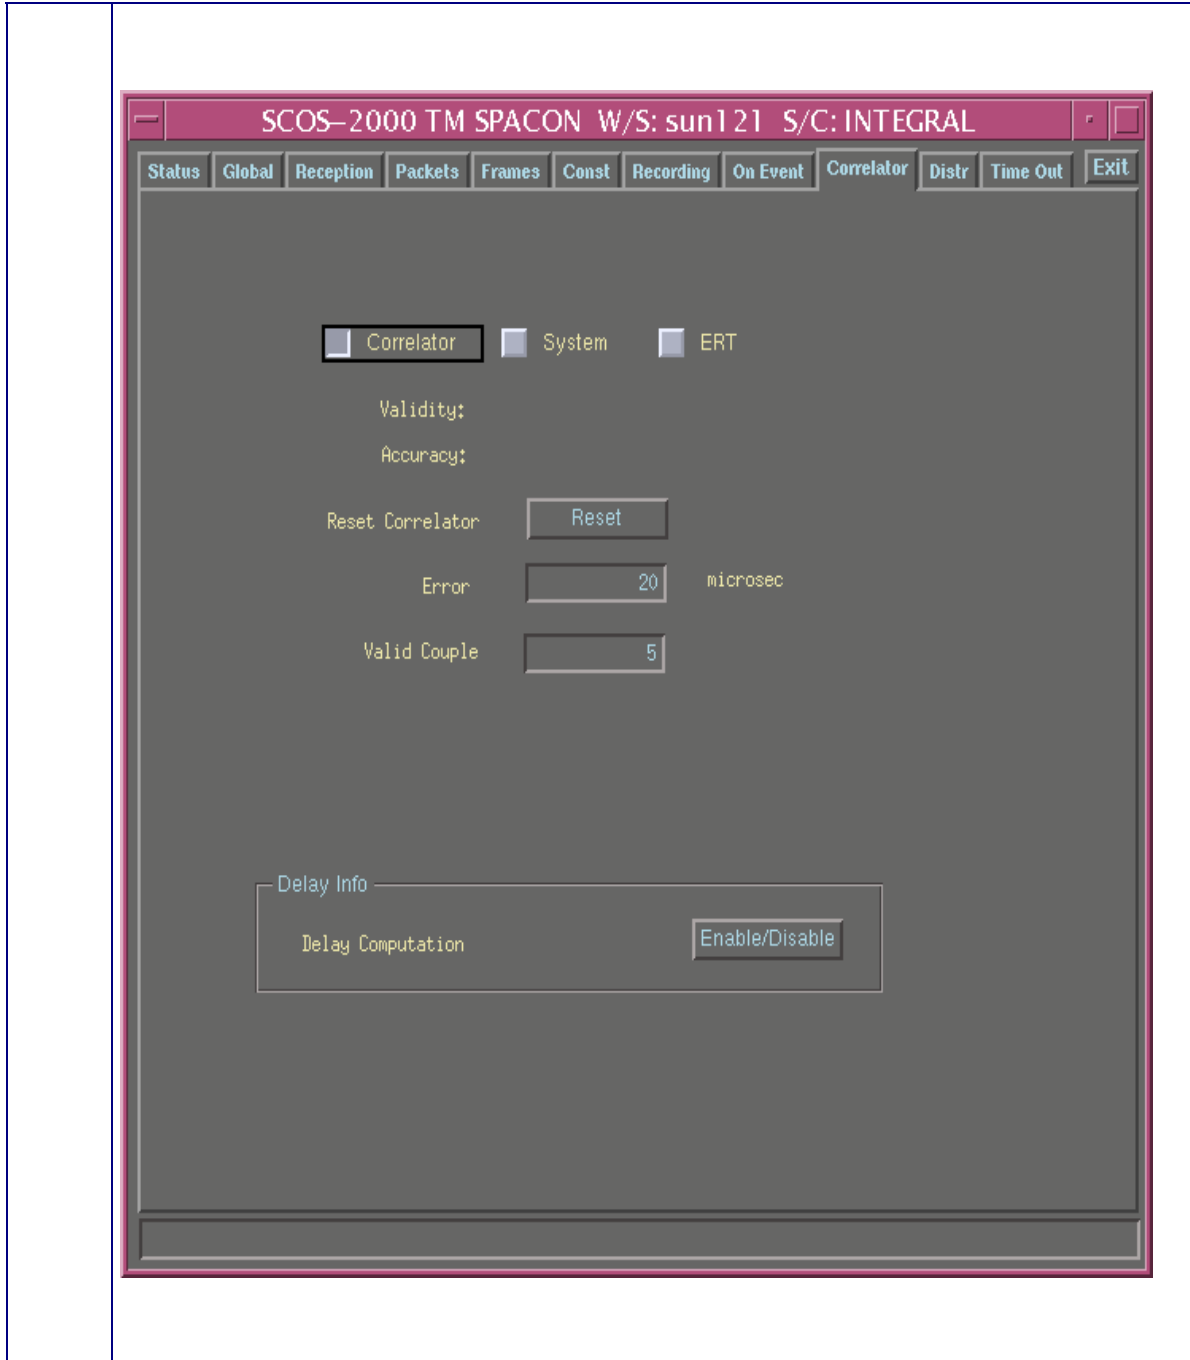 SCOS–2000 TM SPACON W/S: sun121 S/C: INTEGRAL
Status Global Reception Packets Frames Const Recording On Event Correlator Distr Time Out Exit
Correlator System ERT
Validity:
Accuracy:
Reset Correlator Reset
Error 20 microsec
Valid Couple 5
Delay Info
Delay Computation Enable/Disable